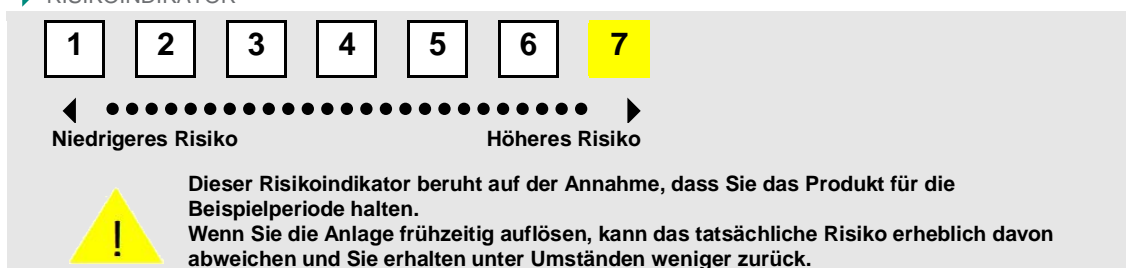 RISIKOINDIKATOR
1 2 3 4 5 6 7
Niedrigeres Risiko Höheres Risiko
Dieser Risikoindikator beruht auf der Annahme, dass Sie das Produkt für die
Beispielperiode halten.
! Wenn Sie die Anlage frühzeitig auflösen, kann das tatsächliche Risiko erheblich davon
abweichen und Sie erhalten unter Umständen weniger zurück.